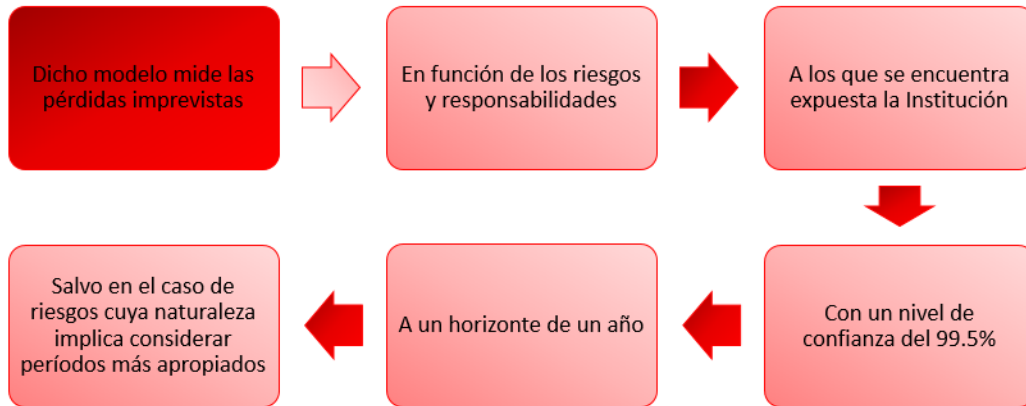 Dicho modelo mide las
pérdidas imprevistas
En función de los riesgos
y responsabilidades
A los que se encuentra
expuesta la Institución
Con un nivel de
confianza del 99.5%
A un horizonte de un año
Salvo en el caso de
riesgos cuya naturaleza
implica considerar
períodos más apropiados